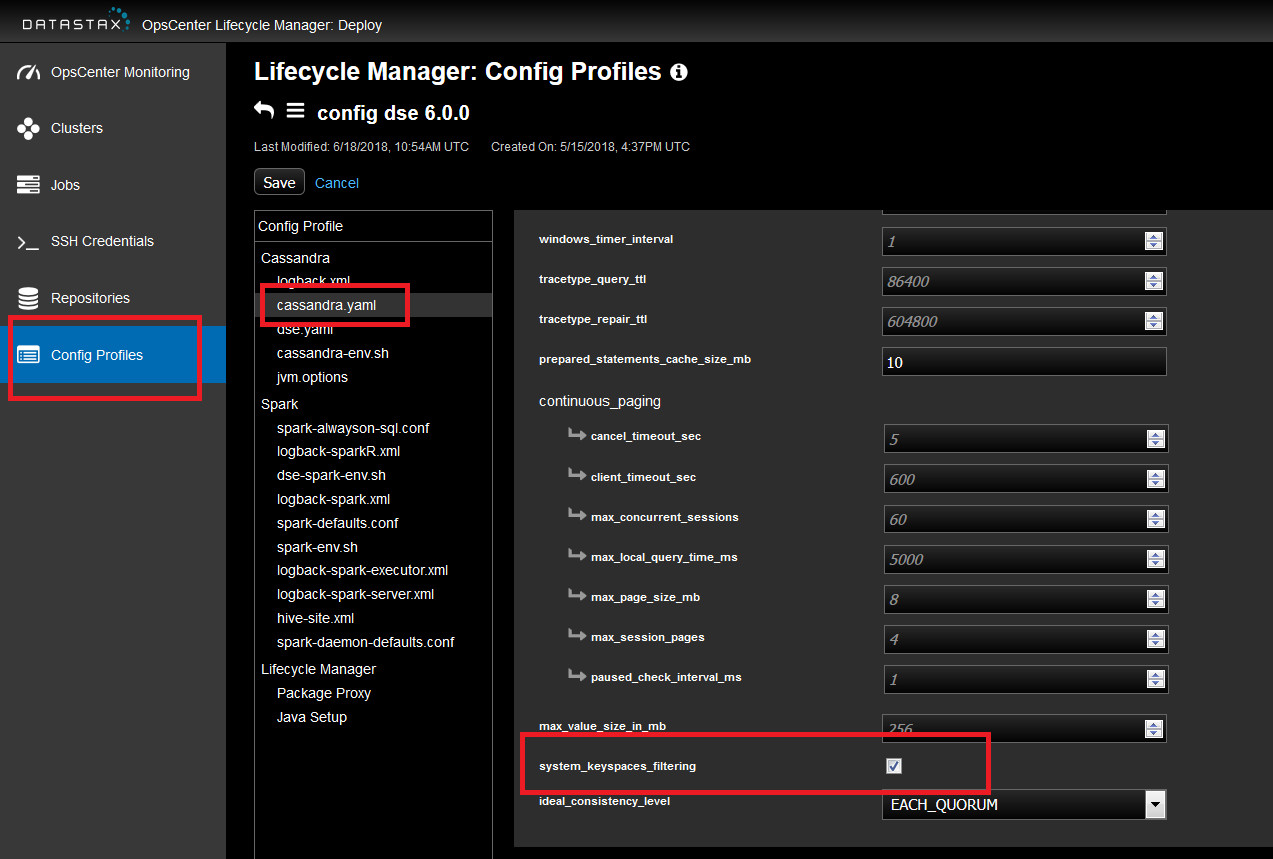 DATASTAX OpsCenter Lifecycle Manager: Deploy
OpsCenter Monitoring
Clusters
Jobs
SSH Credentials
Repositories
Config Profiles
Lifecycle Manager: Config Profiles
config dse 6.0.0
Last Modified: 6/18/2018, 10:54AM UTC Created On: 5/15/2018, 4:37PM UTC
Save Cancel
Config Profile
Cassandra
logback.xml
cassandra.yaml
dse.yaml
cassandra-env.sh
jvm.options
Spark
spark-alwayson-sql.conf
logback-sparkR.xml
dse-spark-env.sh
logback-spark.xml
spark-defaults.conf
spark-env.sh
logback-spark-executor.xml
logback-spark-server.xml
hive-site.xml
spark-daemon-defaults.conf
Lifecycle Manager
Package Proxy
Java Setup
windows_timer_interval 1
tracetype_query_ttl 86400
tracetype_repair_ttl 604800
prepared_statements_cache_size_mb 10
continuous_paging
cancel_timeout_sec 5
client_timeout_sec 600
max_concurrent_sessions 60
max_local_query_time_ms 5000
max_page_size_mb 8
max_session_pages 4
paused_check_interval_ms 1
max_value_size_in_mb 256
system_keyspaces_filtering
ideal_consistency_level EACH_QUORUM